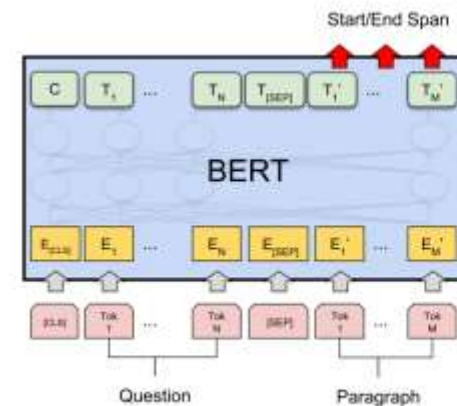 Start/End Span
C T1 ... TN T[SEP] T1' ... TM'
BERT
E[CLS] E1 ... EN E[SEP] E1' ... EM'
[CLS] Tok 1 ... Tok N [SEP] Tok 1 ... Tok M
Question Paragraph